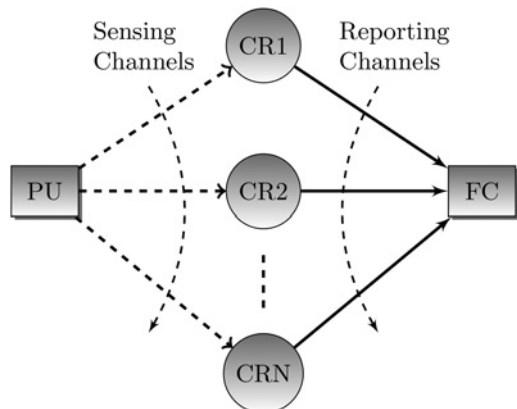 Sensing
Channels
CR1
Reporting
Channels
PU
CR2
FC
CRN